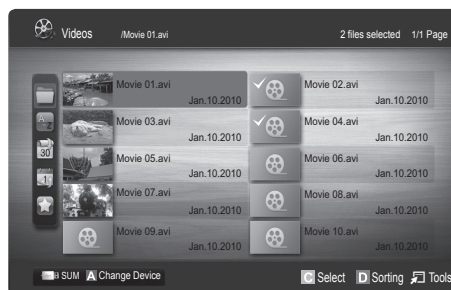 Videos /Movie 01.avi 2 files selected 1/1 Page
Movie 01.avi Movie 02.avi
Jan.10.2010 Jan.10.2010
Movie 03.avi Movie 04.avi
Jan.10.2010 Jan.10.2010
Movie 05.avi Movie 06.avi
Jan.10.2010 Jan.10.2010
Movie 07.avi Movie 08.avi
Jan.10.2010 Jan.10.2010
Movie 09.avi Movie 10.avi
Jan.10.2010 Jan.10.2010
A Z
30
1
SUM A Change Device C Select D Sorting Tools